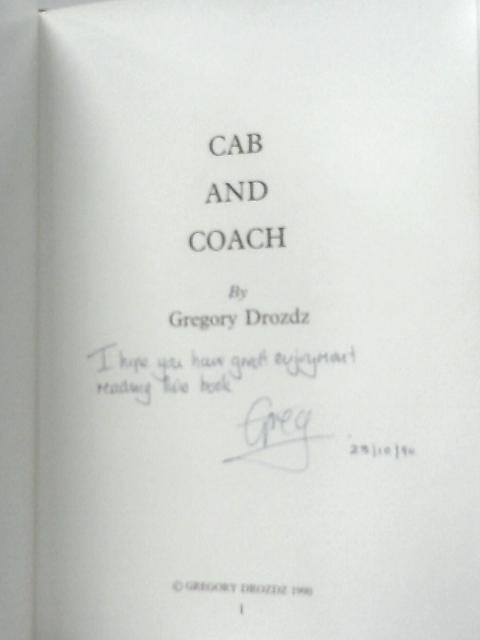 CAB
AND
COACH
By
Gregory Drozdz
I hope you have great enjoyment
reading this book
Greg
23/10/90
© GREGORY DROZDZ 1990
1